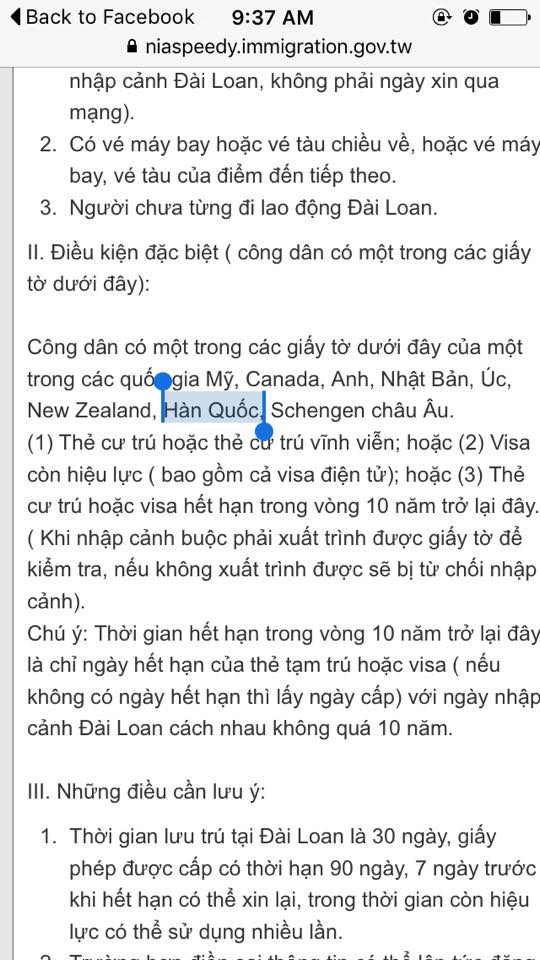 Back to Facebook 9:37 AM
niaspeedy.immigration.gov.tw
nhập cảnh Đài Loan, không phải ngày xin qua
mạng).
2. Có vé máy bay hoặc vé tàu chiều về, hoặc vé máy
bay, vé tàu của điểm đến tiếp theo.
3. Người chưa từng đi lao động Đài Loan.
II. Điều kiện đặc biệt ( công dân có một trong các giấy
tờ dưới đây):
Công dân có một trong các giấy tờ dưới đây của một
trong các quốc gia Mỹ, Canada, Anh, Nhật Bản, Úc,
New Zealand, Hàn Quốc, Schengen châu Âu.
(1) Thẻ cư trú hoặc thẻ cư trú vĩnh viễn; hoặc (2) Visa
còn hiệu lực ( bao gồm cả visa điện tử); hoặc (3) Thẻ
cư trú hoặc visa hết hạn trong vòng 10 năm trở lại đây.
( Khi nhập cảnh buộc phải xuất trình được giấy tờ để
kiểm tra, nếu không xuất trình được sẽ bị từ chối nhập
cảnh).
Chú ý: Thời gian hết hạn trong vòng 10 năm trở lại đây
là chỉ ngày hết hạn của thẻ tạm trú hoặc visa ( nếu
không có ngày hết hạn thì lấy ngày cấp) với ngày nhập
cảnh Đài Loan cách nhau không quá 10 năm.
III. Những điều cần lưu ý:
1. Thời gian lưu trú tại Đài Loan là 30 ngày, giấy
phép được cấp có thời hạn 90 ngày, 7 ngày trước
khi hết hạn có thể xin lại, trong thời gian còn hiệu
lực có thể sử dụng nhiều lần.